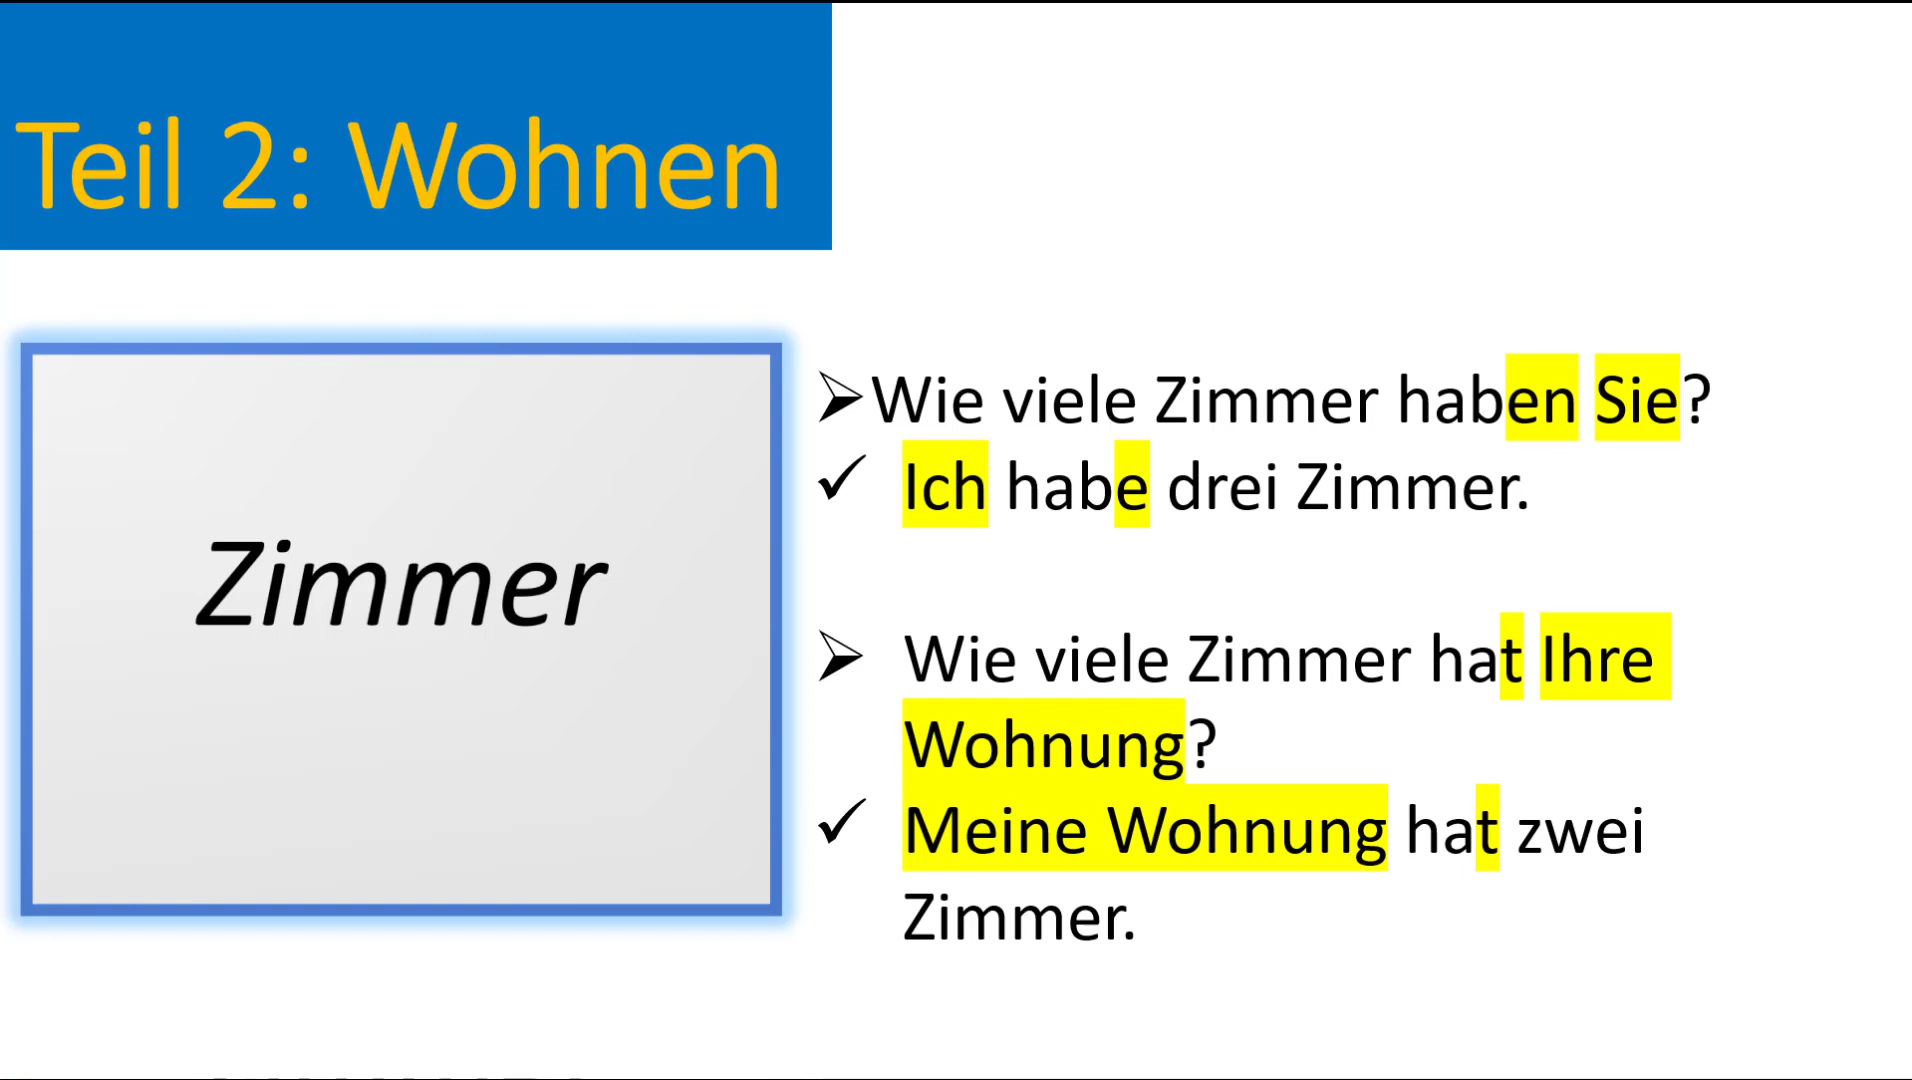 Teil 2: Wohnen
Zimmer
Wie viele Zimmer haben Sie?
Ich habe drei Zimmer.
Wie viele Zimmer hat Ihre
Wohnung?
Meine Wohnung hat zwei
Zimmer.